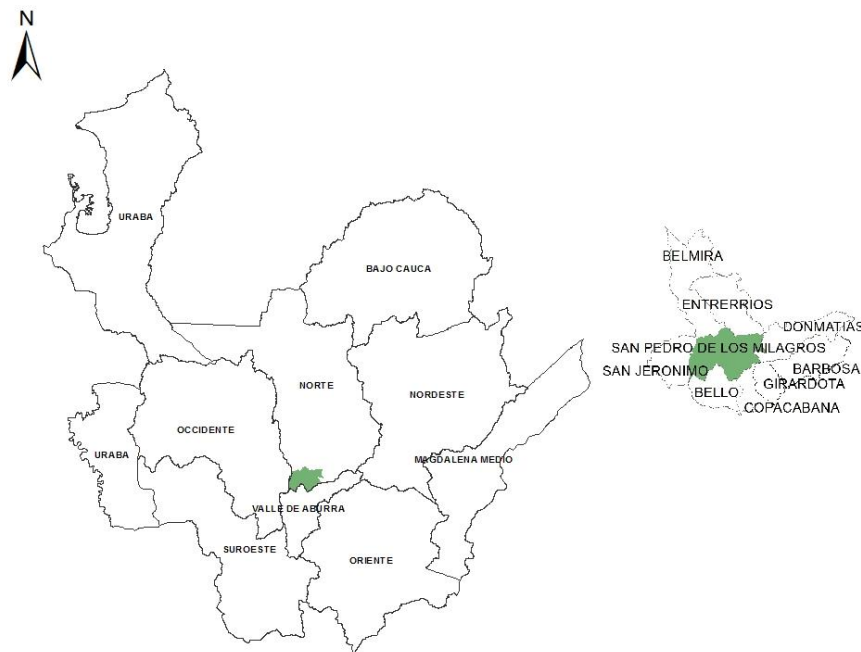 N
URABA
BAJO CAUCA
NORTE
NORDESTE
OCCIDENTE
URABA
MAGDALENA MEDIO
VALLE DE ABURRA
SUROESTE
ORIENTE
BELMIRA
ENTRERRIOS
DONMATIAS
SAN PEDRO DE LOS MILAGROS
SAN JERONIMO
BARBOSA
GIRARDOTA
BELLO
COPACABANA